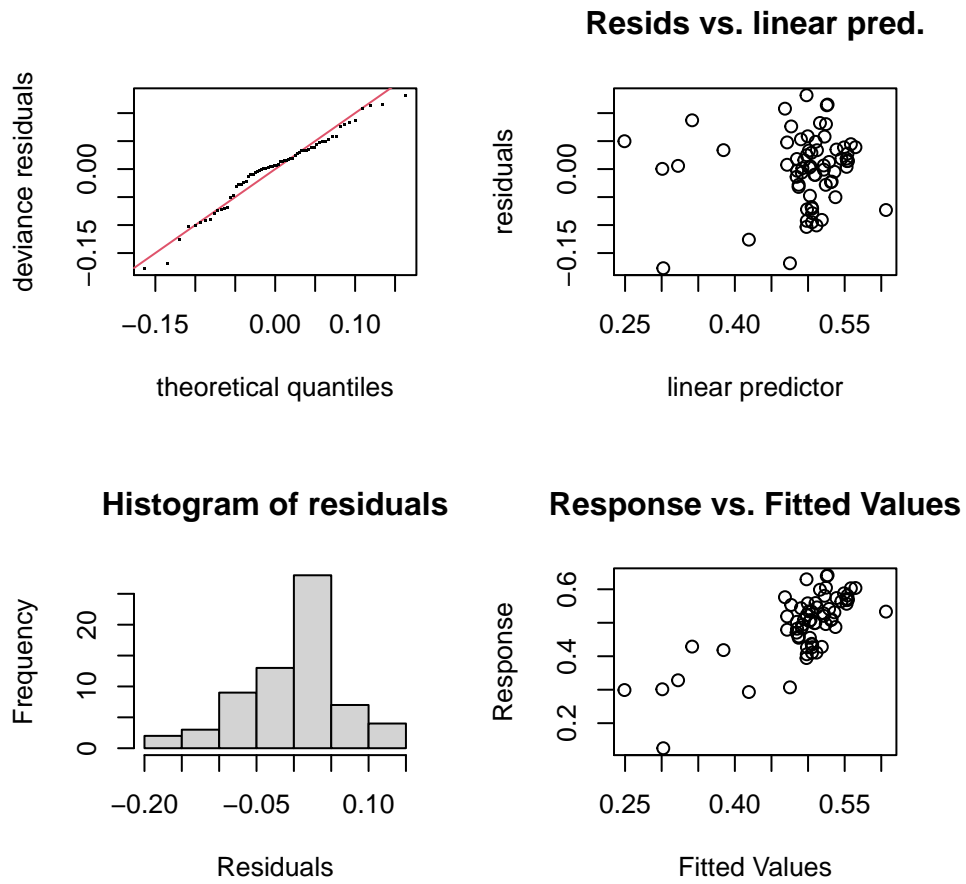 deviance residuals
−0.15
0.00
−0.15
0.00
0.10
theoretical quantiles
Resids vs. linear pred.
residuals
−0.15
0.00
0.25
0.40
0.55
linear predictor
Histogram of residuals
Frequency
0
10
20
−0.20
−0.05
0.10
Residuals
Response vs. Fitted Values
Response
0.2
0.4
0.6
0.25
0.40
0.55
Fitted Values